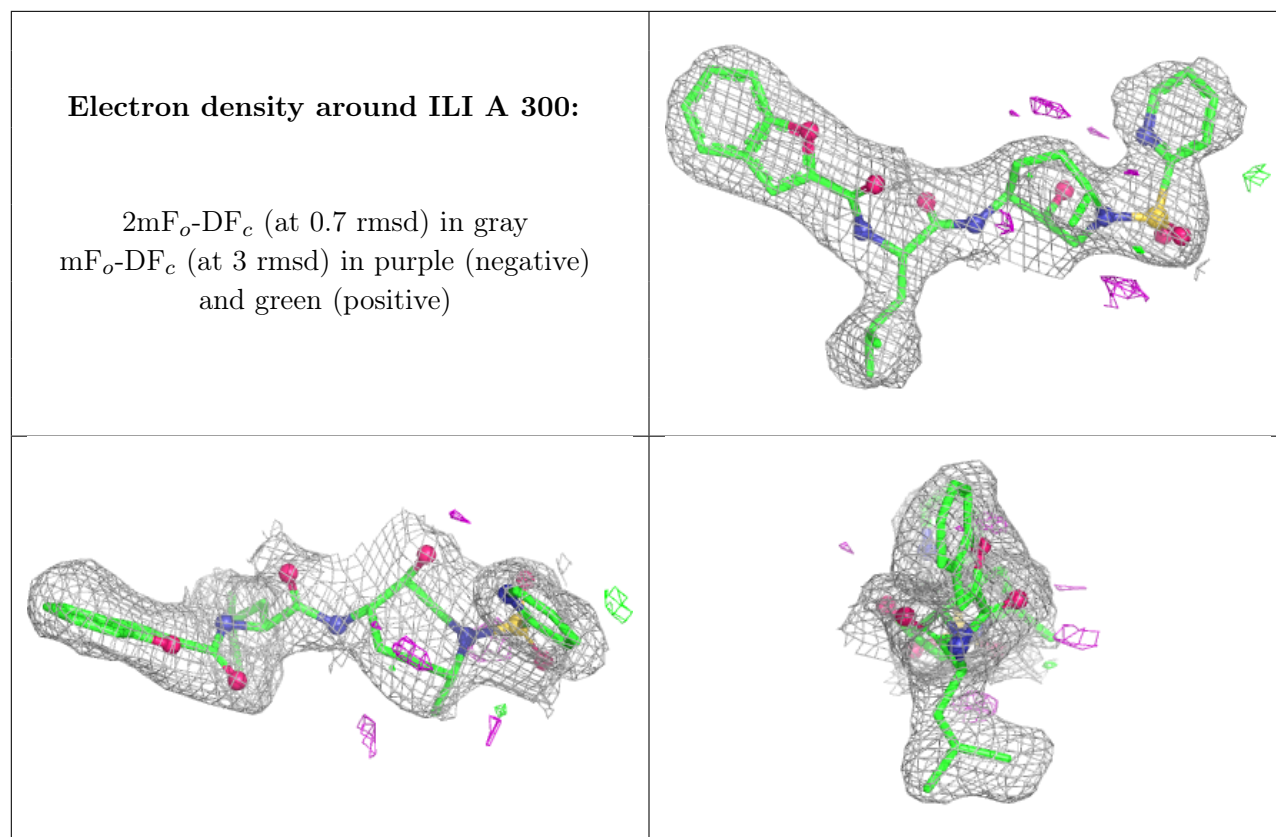 Electron density around ILI A 300:
2mFo-DFc (at 0.7 rmsd) in gray
mFo-DFc (at 3 rmsd) in purple (negative)
and green (positive)